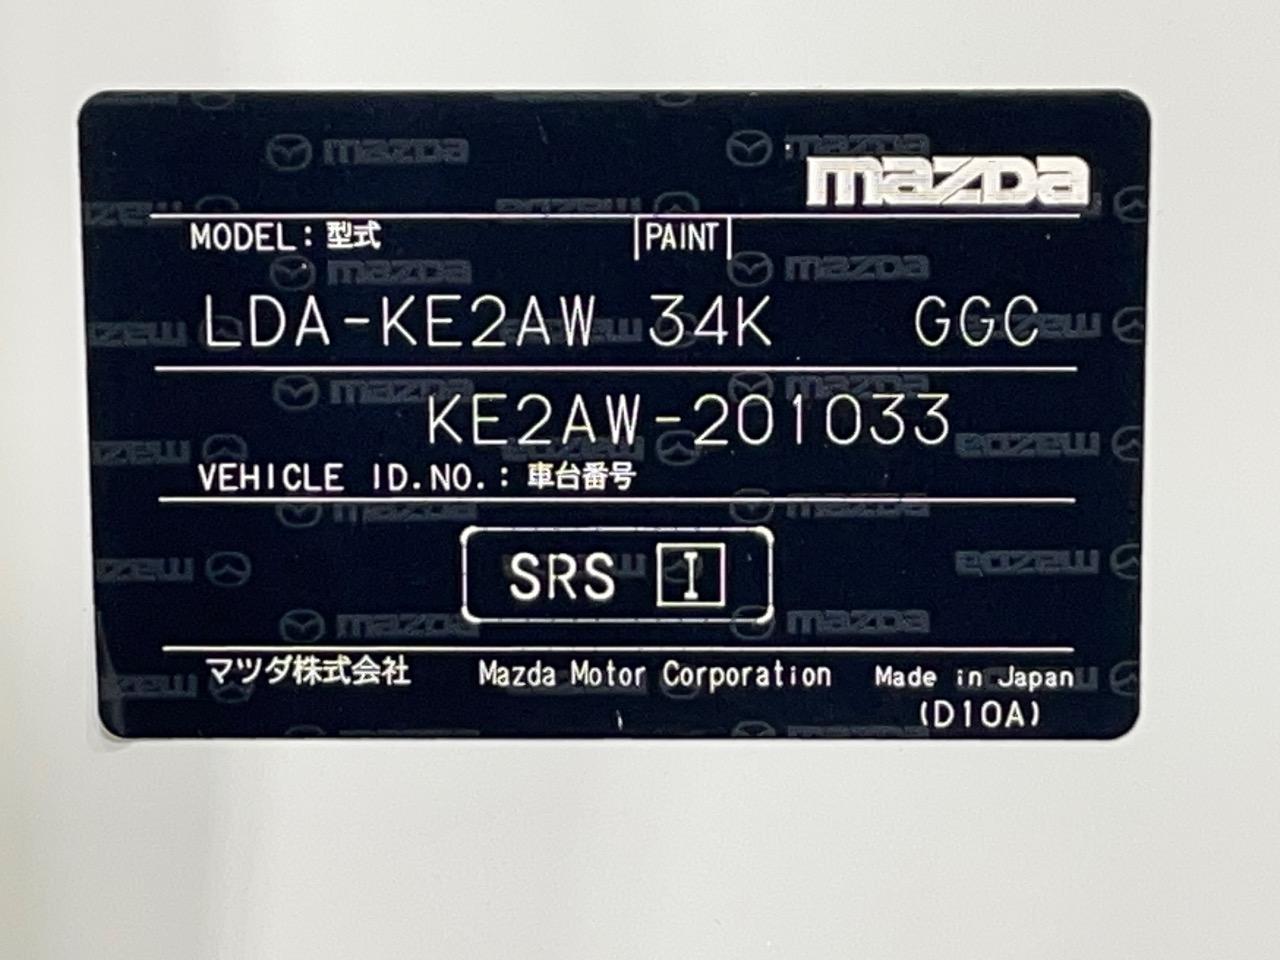 mazda
MODEL: 型式 PAINT
LDA-KE2AW 34K GGC
KE2AW-201033
VEHICLE ID.NO.: 車台番号
SRS I
マツダ株式会社 Mazda Motor Corporation Made in Japan
(D10A)